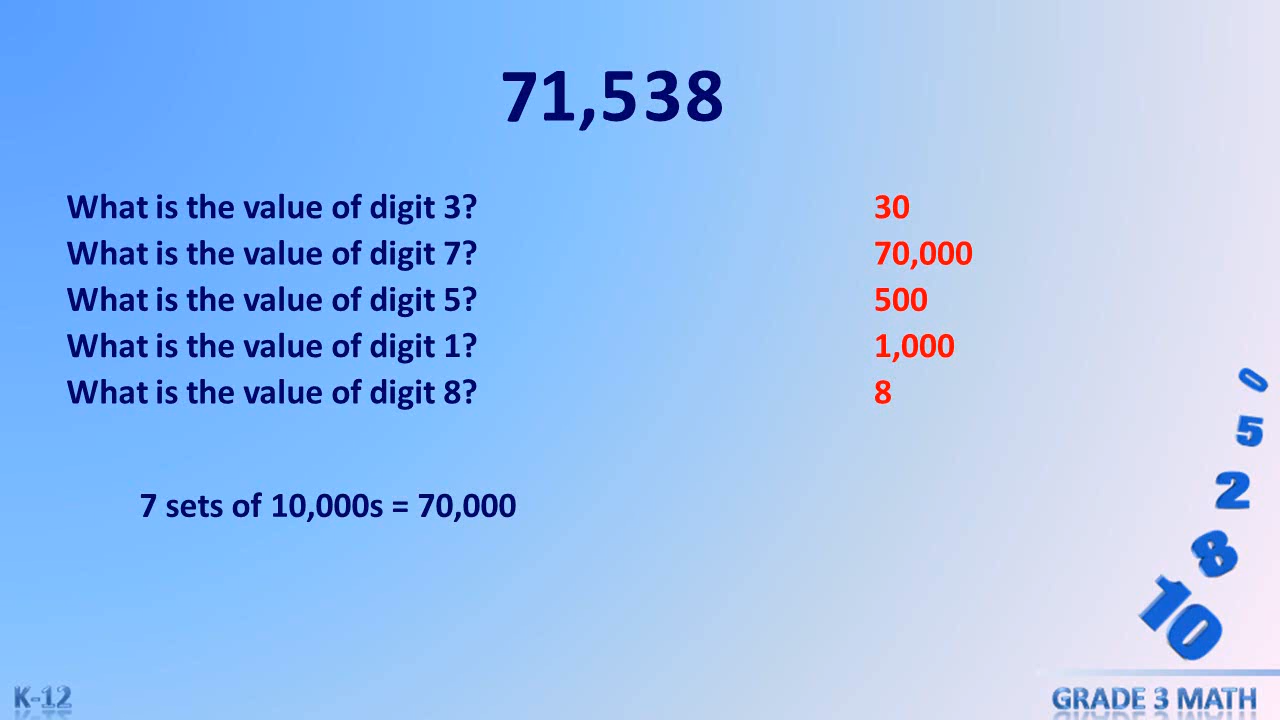 71,538
What is the value of digit 3? 30
What is the value of digit 7? 70,000
What is the value of digit 5? 500
What is the value of digit 1? 1,000
What is the value of digit 8? 8
7 sets of 10,000s = 70,000
0
5
2
8
10
K-12
GRADE 3 MATH